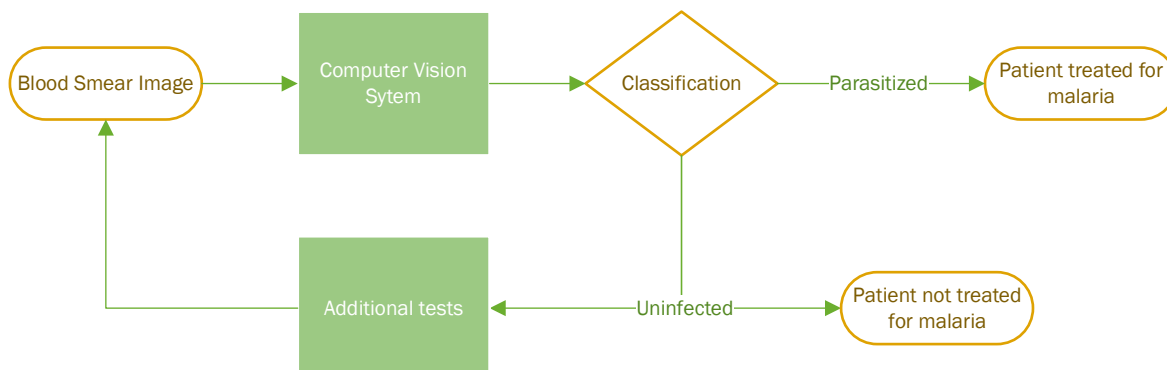 Blood Smear Image
Computer Vision
Sytem
Classification
Parasitized
Patient treated for
malaria
Additional tests
Uninfected
Patient not treated
for malaria